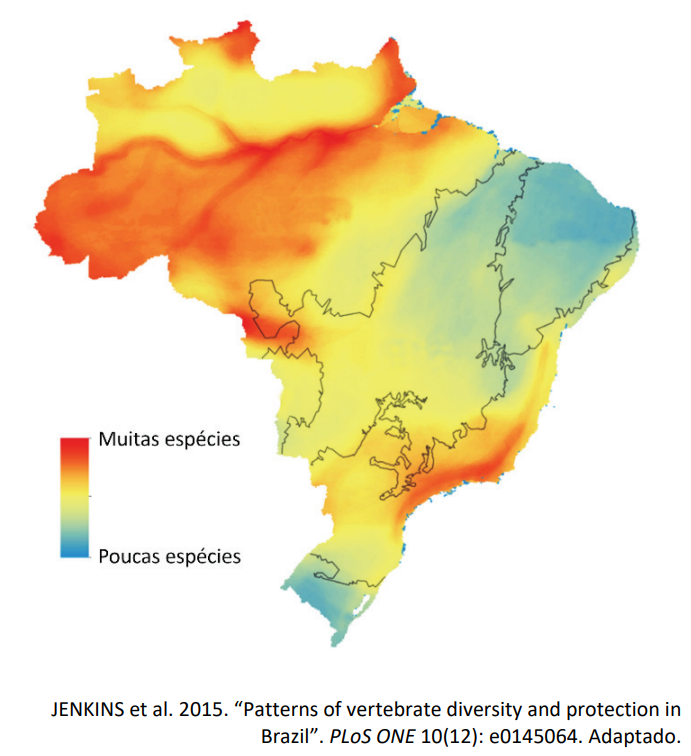 Muitas espécies
Poucas espécies
JENKINS et al. 2015. “Patterns of vertebrate diversity and protection in
Brazil”. PLoS ONE 10(12): e0145064. Adaptado.